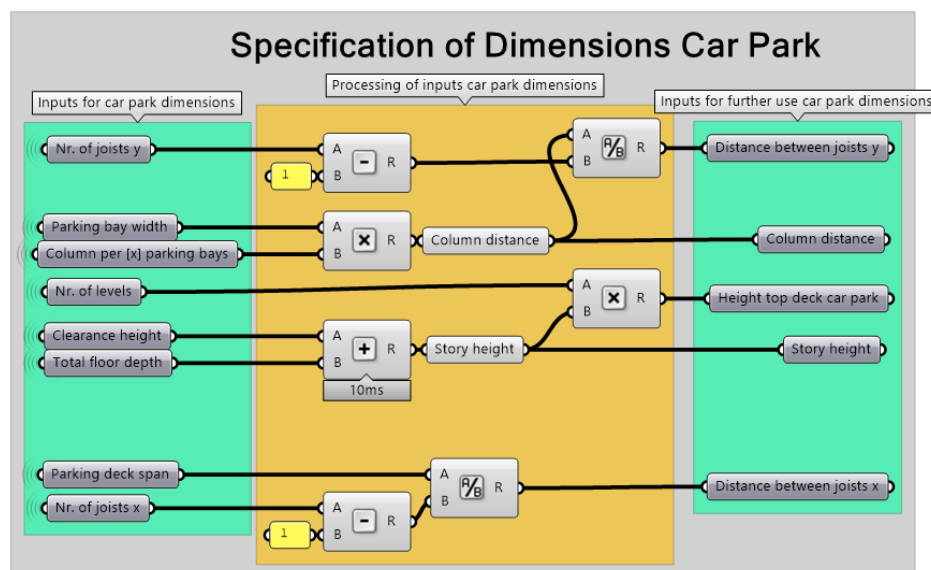 Specification of Dimensions Car Park
Inputs for car park dimensions
Processing of inputs car park dimensions
Inputs for further use car park dimensions
Nr. of joists y
1
A
B
-
R
A
B
A/B
R
Distance between joists y
Parking bay width
Column per [x] parking bays
A
B
×
R
Column distance
Column distance
Nr. of levels
A
B
×
R
Height top deck car park
Clearance height
Total floor depth
A
B
+
R
10ms
Story height
Story height
Parking deck span
A
B
A/B
R
Distance between joists x
Nr. of joists x
1
A
B
-
R